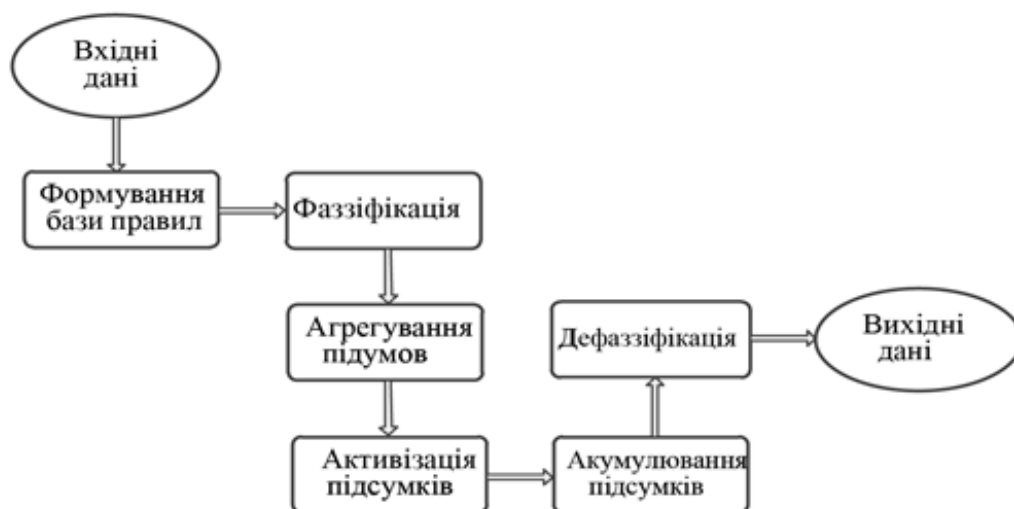 Вхідні
дані
Формування
бази правил
Фаззіфікація
Агрегування
підумов
Активізація
підсумків
Акумулювання
підсумків
Дефаззіфікація
Вихідні
дані